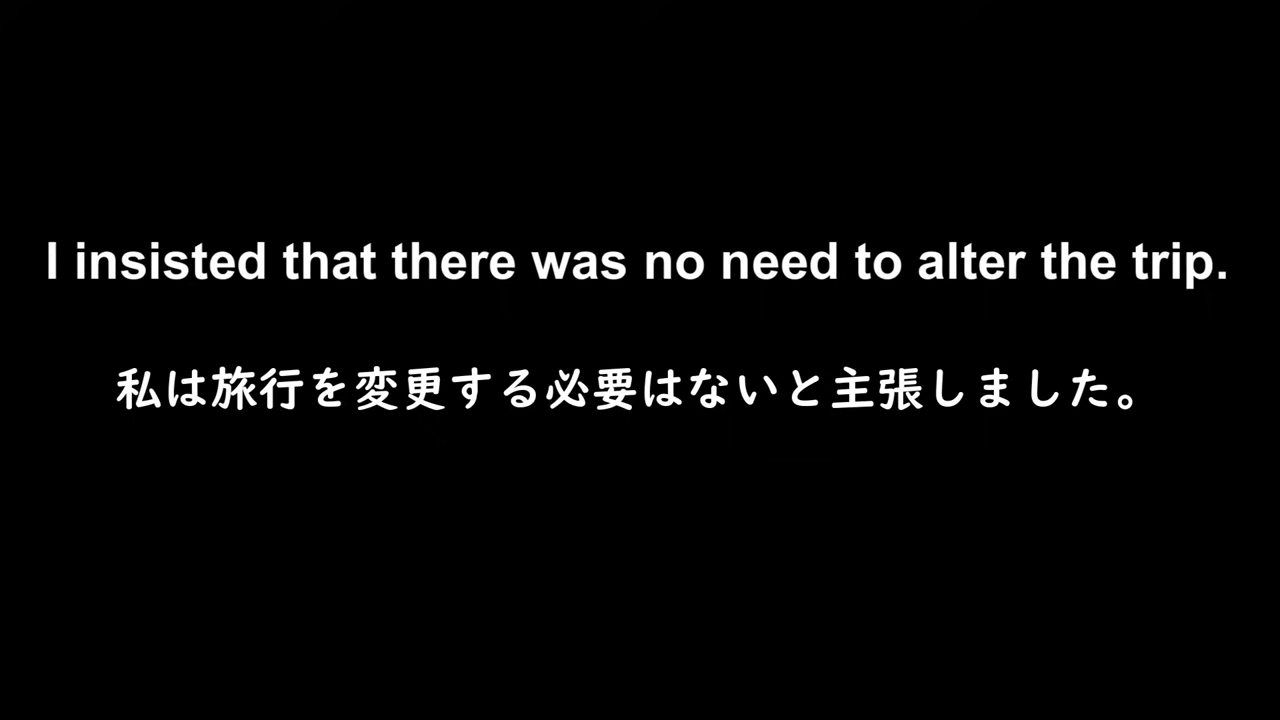 I insisted that there was no need to alter the trip.
私は旅行を変更する必要はないと主張しました。